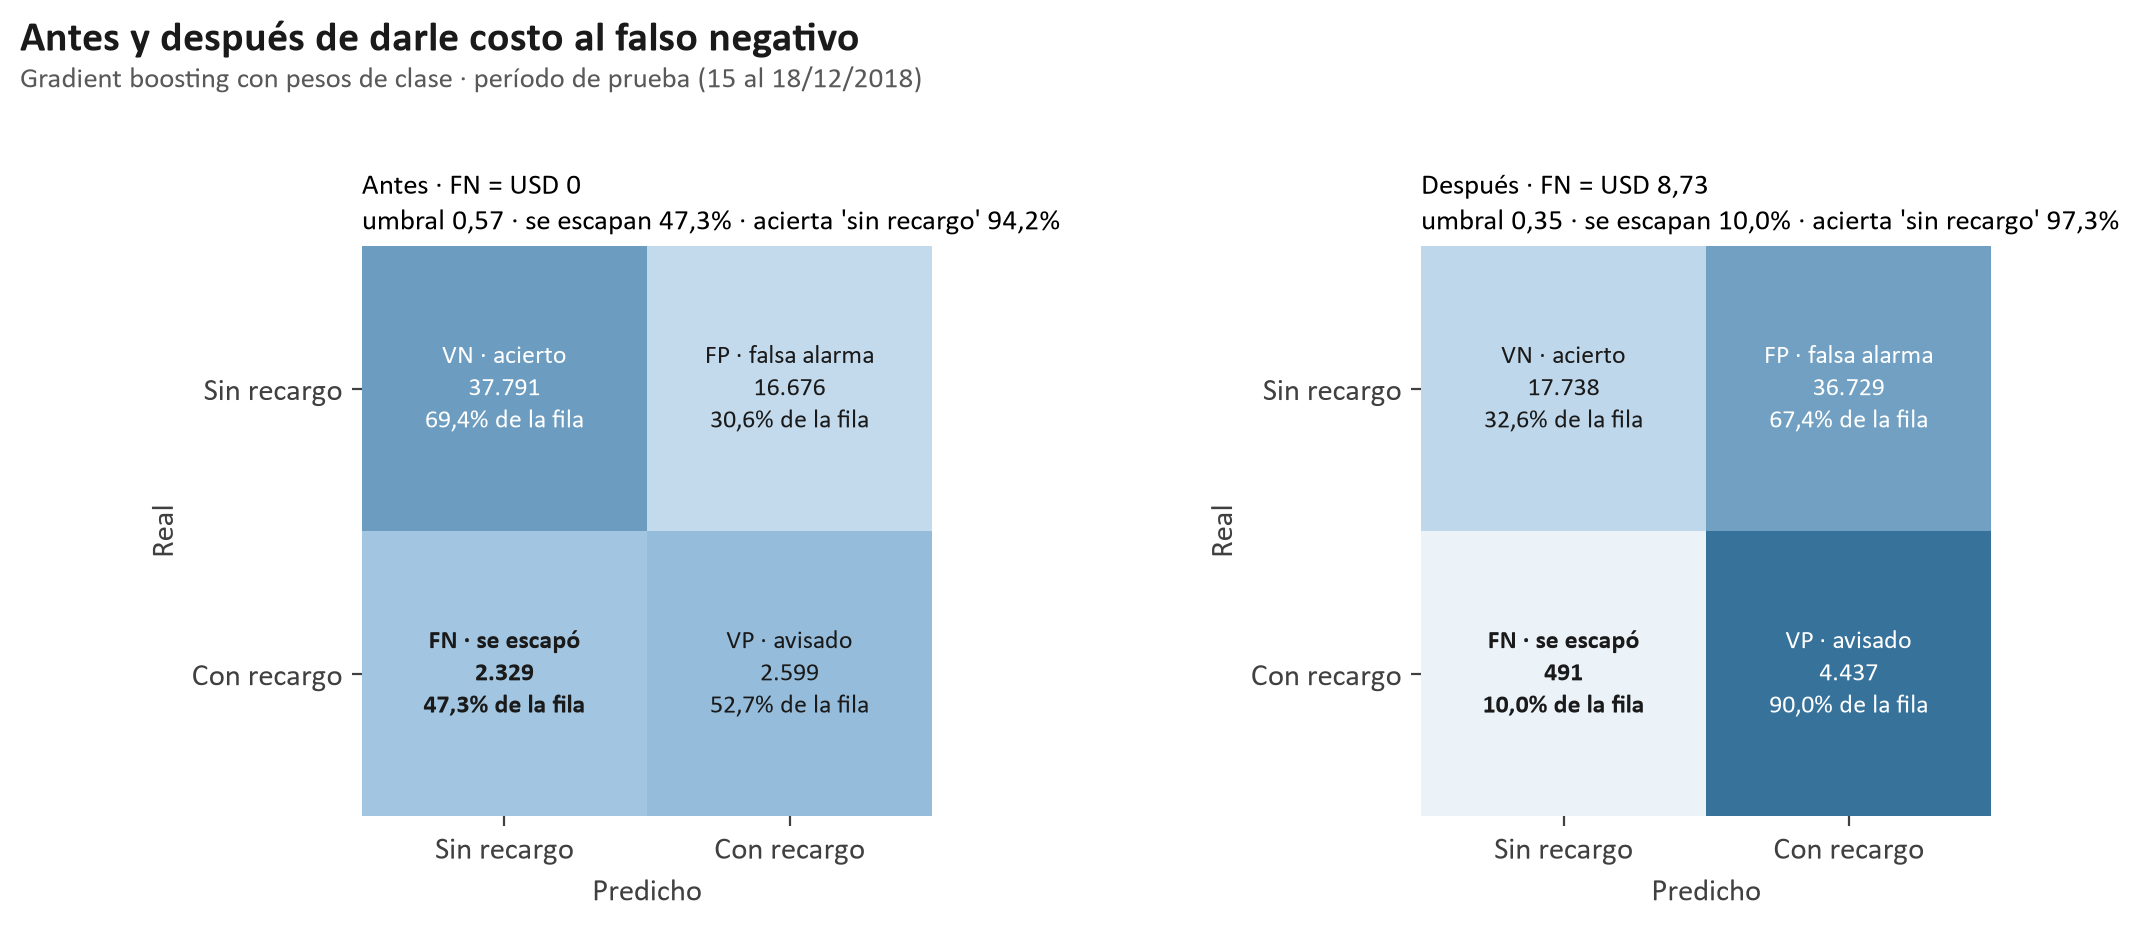 Antes y después de darle costo al falso negativo
Gradient boosting con pesos de clase · período de prueba (15 al 18/12/2018)
Antes · FN = USD 0
umbral 0,57 · se escapan 47,3% · acierta 'sin recargo' 94,2%
VN · acierto
37.791
69,4% de la fila
FP · falsa alarma
16.676
30,6% de la fila
FN · se escapó
2.329
47,3% de la fila
VP · avisado
2.599
52,7% de la fila
Sin recargo
Con recargo
Real
Sin recargo
Con recargo
Predicho
Después · FN = USD 8,73
umbral 0,35 · se escapan 10,0% · acierta 'sin recargo' 97,3%
VN · acierto
17.738
32,6% de la fila
FP · falsa alarma
36.729
67,4% de la fila
FN · se escapó
491
10,0% de la fila
VP · avisado
4.437
90,0% de la fila
Sin recargo
Con recargo
Real
Sin recargo
Con recargo
Predicho